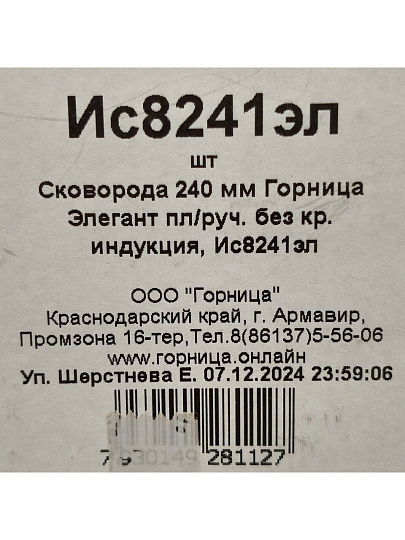 Ис8241эл
шт
Сковорода 240 мм Горница
Элегант пл/руч. без кр.
индукция, Ис8241эл
ООО "Горница"
Краснодарский край, г. Армавир,
Промзона 16-тер,Тел.8(86137)5-56-06
www.горница.онлайн
Уп. Шерстнева Е. 07.12.2024 23:59:06
281127